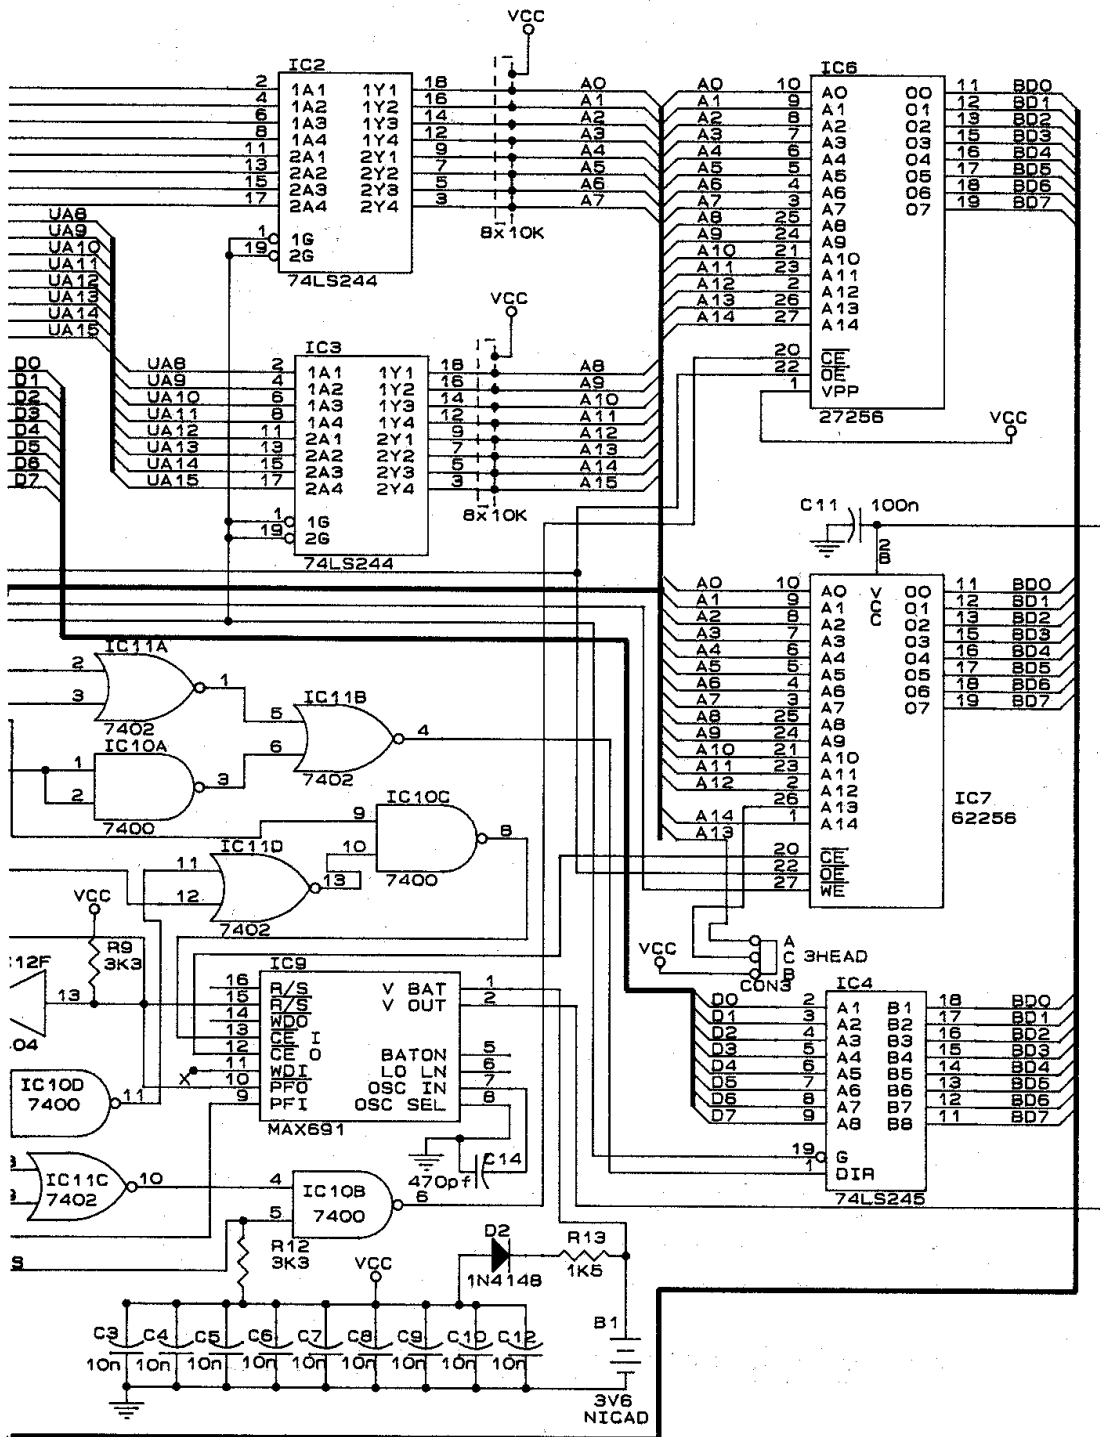 VCC
IC2
2 1A1 1Y1 18 A0
4 1A2 1Y2 16 A1
6 1A3 1Y3 14 A2
8 1A4 1Y4 12 A3
11 2A1 2Y1 9 A4
13 2A2 2Y2 7 A5
15 2A3 2Y3 5 A6
17 2A4 2Y4 3 A7
8x10K
1 1G
19 2G
74LS244
UA8
UA9
UA10
UA11
UA12
UA13
UA14
UA15
IC6
A0 10 A0 O0 11 BD0
A1 9 A1 O1 12 BD1
A2 8 A2 O2 13 BD2
A3 7 A3 O3 15 BD3
A4 6 A4 O4 16 BD4
A5 5 A5 O5 17 BD5
A6 4 A6 O6 18 BD6
A7 3 A7 O7 19 BD7
A8 25 A8
A9 24 A9
A10 21 A10
A11 23 A11
A12 2 A12
A13 26 A13
A14 27 A14
20 CE
22 OE
1 VPP
27256
VCC
VCC
D0
D1
D2
D3
D4
D5
D6
D7
IC3
UA8 2 1A1 1Y1 18 A8
UA9 4 1A2 1Y2 16 A9
UA10 6 1A3 1Y3 14 A10
UA11 8 1A4 1Y4 12 A11
UA12 11 2A1 2Y1 9 A12
UA13 13 2A2 2Y2 7 A13
UA14 15 2A3 2Y3 5 A14
UA15 17 2A4 2Y4 3 A15
8x10K
1 1G
19 2G
74LS244
C11 100n
28
VCC
A0 10 A0 O0 11 BD0
A1 9 A1 O1 12 BD1
A2 8 A2 O2 13 BD2
A3 7 A3 O3 15 BD3
A4 6 A4 O4 16 BD4
A5 5 A5 O5 17 BD5
A6 4 A6 O6 18 BD6
A7 3 A7 O7 19 BD7
A8 25 A8
A9 24 A9
A10 21 A10
A11 23 A11
A12 2 A12
26 A13
A14 1 A14
A13
20 CE
22 OE
27 WE
IC7
62256
IC11A
2
3
1
7402
IC11B
5
6
4
7402
IC10A
1
2
3
7400
IC10C
9
10
8
7400
IC11D
11
12
13
7402
VCC
R9
3K3
12F
13
04
IC9
16 R/S V BAT 1
15 R/S V OUT 2
14 WDO
13 CE I
12 CE O BATON 5
11 WDI LO LN 6
10 PFO OSC IN 7
9 PFI OSC SEL 8
MAX691
X
VCC
A
C
B
3HEAD
CON3
IC4
D0 2 A1 B1 18 BD0
D1 3 A2 B2 17 BD1
D2 4 A3 B3 16 BD2
D3 5 A4 B4 15 BD3
D4 6 A5 B5 14 BD4
D5 7 A6 B6 13 BD5
D6 8 A7 B7 12 BD6
D7 9 A8 B8 11 BD7
19 G
1 DIR
74LS245
IC10D
7400
11
C14
470pf
IC11C
7402
10
4
5
IC10B
7400
6
S
R12
3K3
VCC
D2
1N4148
R13
1K5
C3 C4 C5 C6 C7 C8 C9 C10 C12
10n 10n 10n 10n 10n 10n 10n 10n 10n
B1
3V6
NICAD